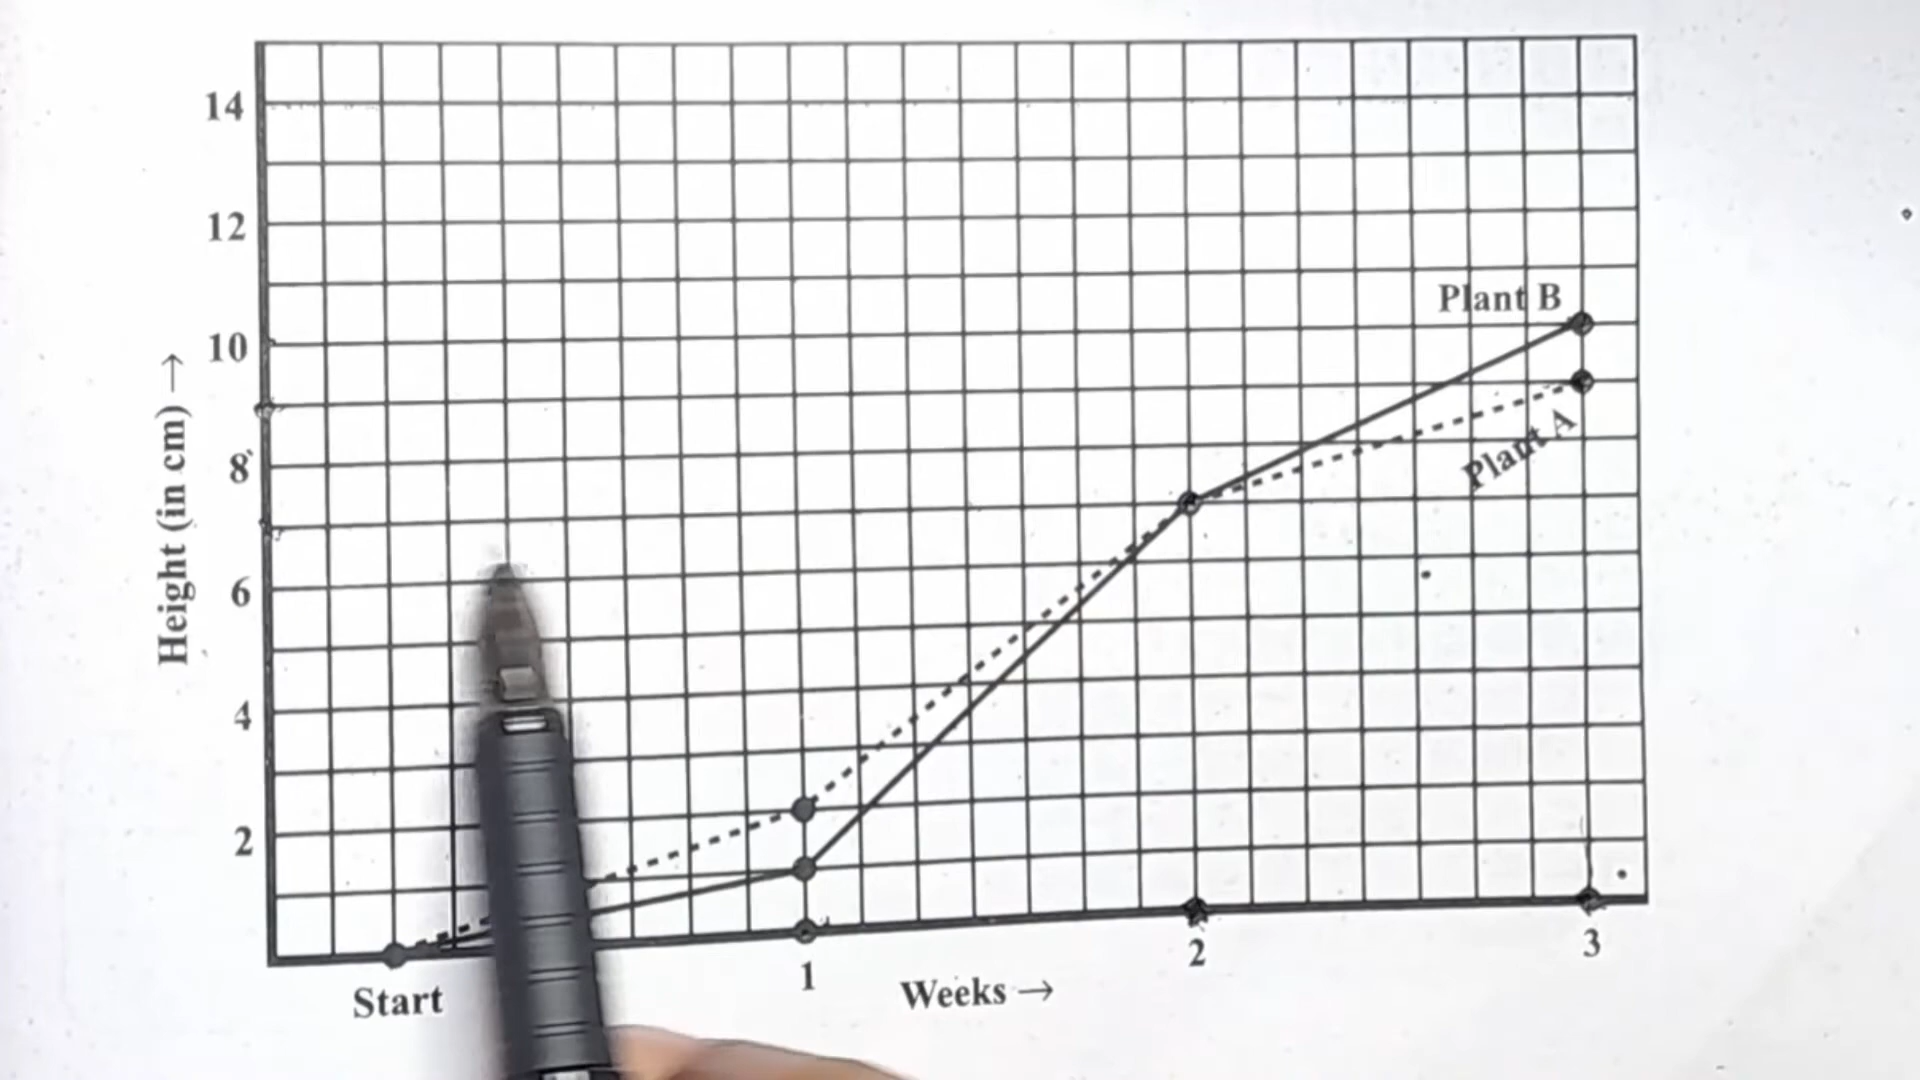 14
12
10
8
6
4
2
Height (in cm) →
Plant B
Plant A
Start
1
2
3
Weeks →